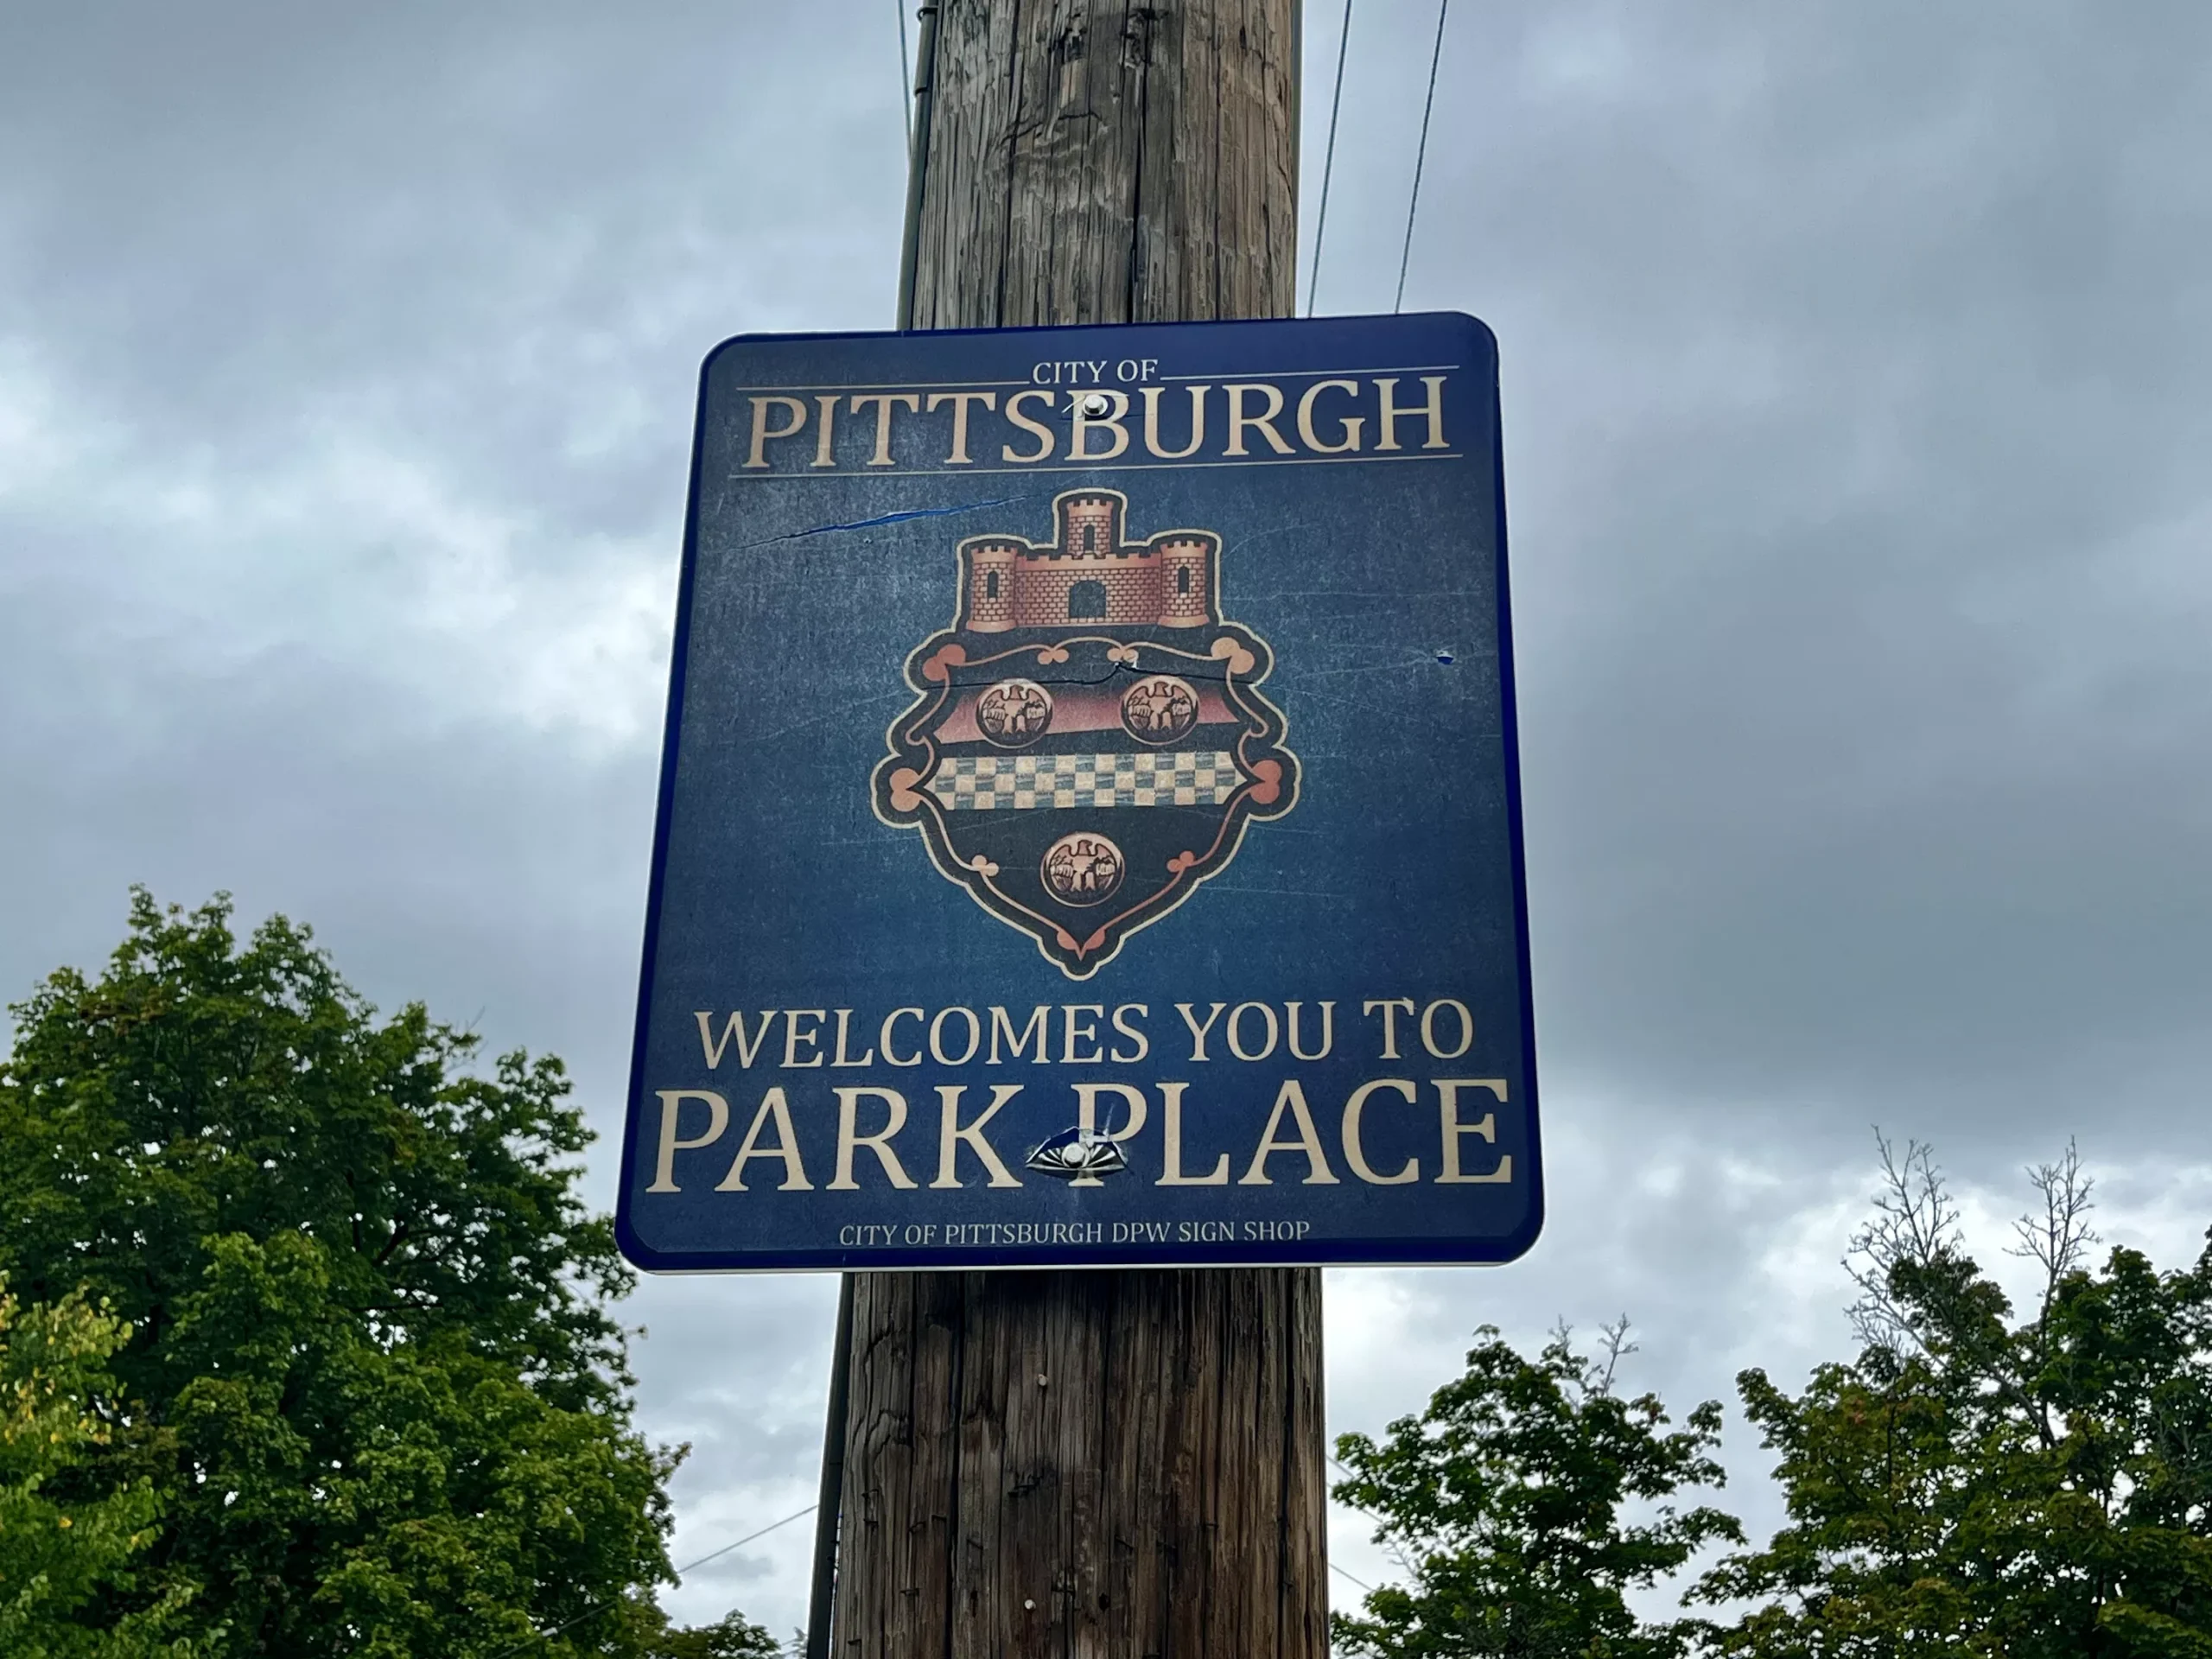 CITY OF
PITTSBURGH
WELCOMES YOU TO
PARK PLACE
CITY OF PITTSBURGH DPW SIGN SHOP